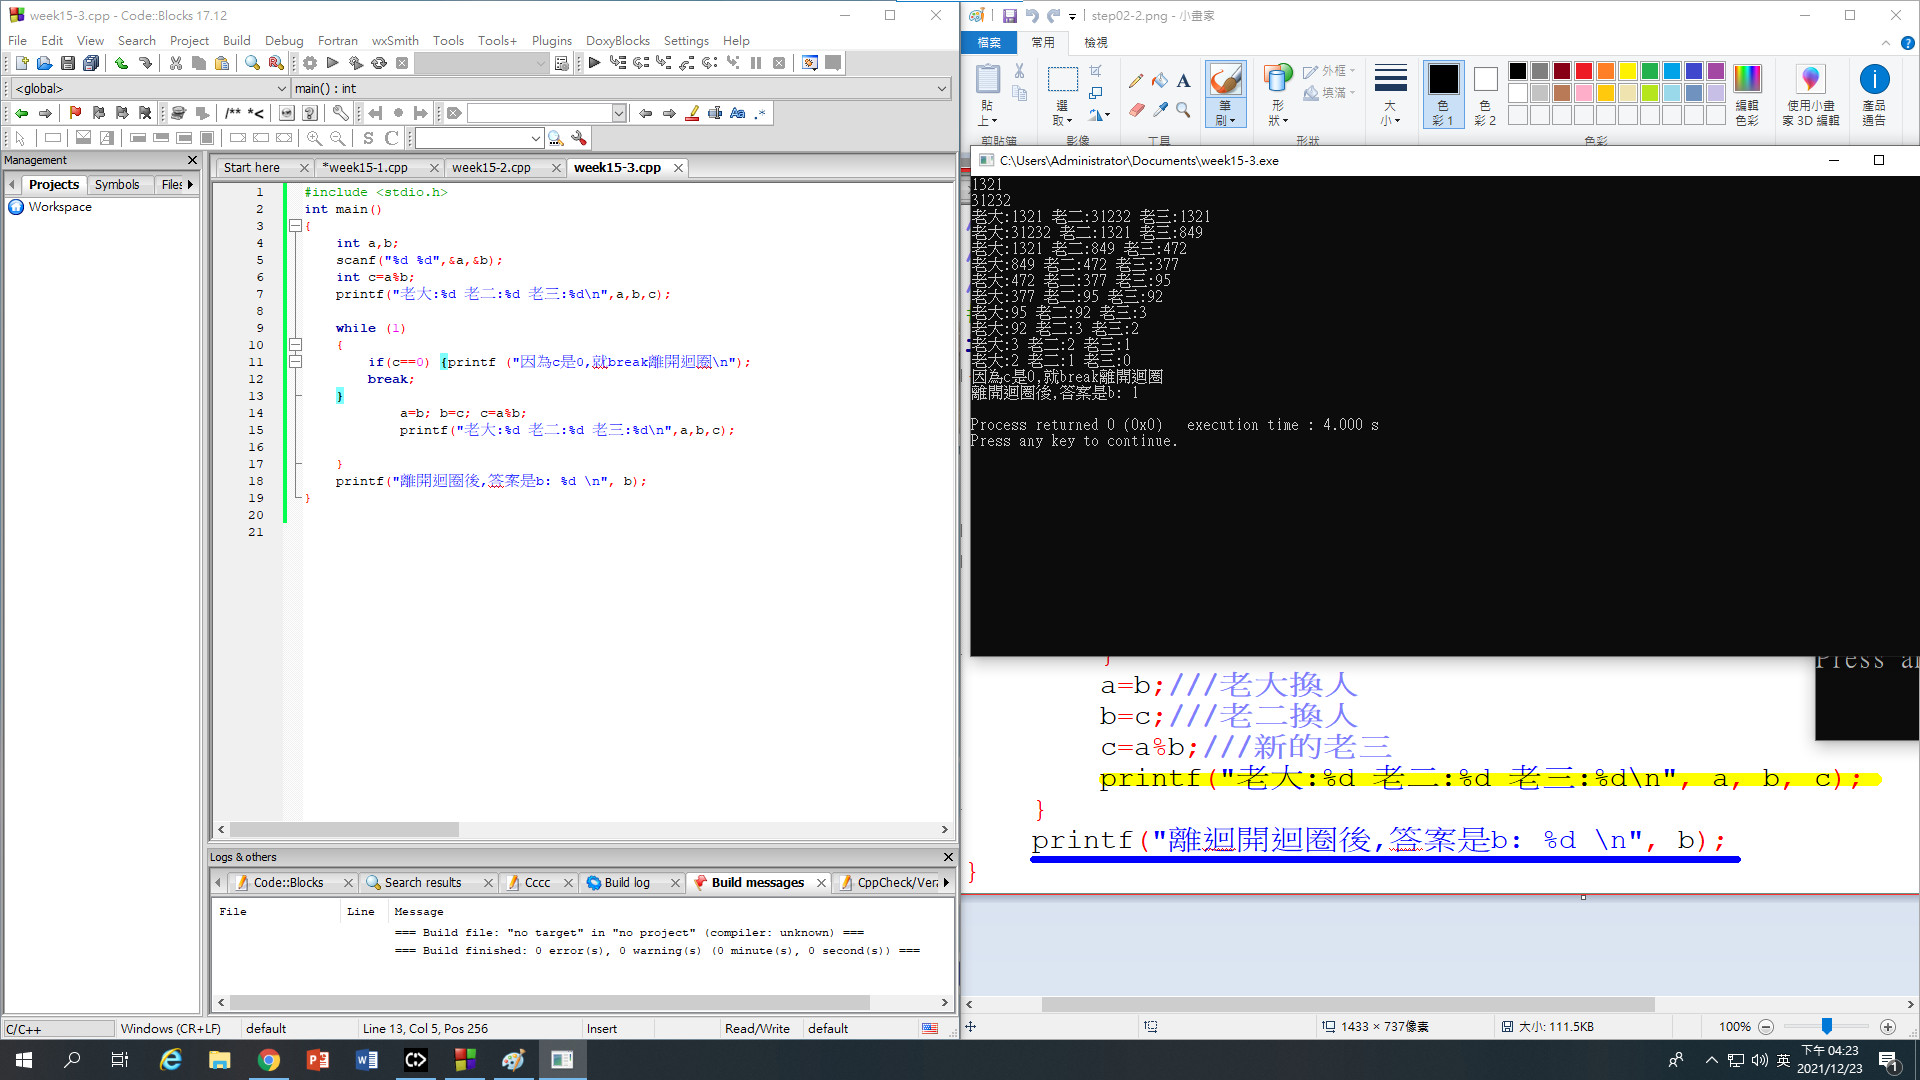 week15-3.cpp - Code::Blocks 17.12
File Edit View Search Project Build Debug Fortran wxSmith Tools Tools+ Plugins DoxyBlocks Settings Help
<global>
main() : int
/** *<
Aa .*
S C
Management
Projects Symbols Files
Workspace
Start here
*week15-1.cpp
week15-2.cpp
week15-3.cpp
1 #include <stdio.h>
2 int main()
3 {
4 int a,b;
5 scanf("%d %d",&a,&b);
6 int c=a%b;
7 printf("老大:%d 老二:%d 老三:%d\n",a,b,c);
8
9 while (1)
10 {
11 if(c==0) {printf ("因為c是0,就break離開迴圈\n");
12 break;
13 }
14 a=b; b=c; c=a%b;
15 printf("老大:%d 老二:%d 老三:%d\n",a,b,c);
16
17 }
18 printf("離開迴圈後,答案是b: %d \n", b);
19 }
20
21
Logs & others
Code::Blocks
Search results
Cccc
Build log
Build messages
CppCheck/Vera
File Line Message
=== Build file: "no target" in "no project" (compiler: unknown) ===
=== Build finished: 0 error(s), 0 warning(s) (0 minute(s), 0 second(s)) ===
C/C++
Windows (CR+LF)
default
Line 13, Col 5, Pos 256
Insert
Read/Write
default
step02-2.png - 小畫家
檔案 常用 檢視
貼上
剪貼簿
選取
影像
A
工具
筆刷
形狀
外框
填滿
形狀
大小
色彩 1
色彩 2
色彩
編輯色彩
使用小畫家 3D 編輯
產品通告
C:\Users\Administrator\Documents\week15-3.exe
1321
31232
老大:1321 老二:31232 老三:1321
老大:31232 老二:1321 老三:849
老大:1321 老二:849 老三:472
老大:849 老二:472 老三:377
老大:472 老二:377 老三:95
老大:377 老二:95 老三:92
老大:95 老二:92 老三:3
老大:92 老二:3 老三:2
老大:3 老二:2 老三:1
老大:2 老二:1 老三:0
因為c是0,就break離開迴圈
離開迴圈後,答案是b: 1
Process returned 0 (0x0)   execution time : 4.000 s
Press any key to continue.
Press an
}
a=b;///老大換人
b=c;///老二換人
c=a%b;///新的老三
printf("老大:%d 老二:%d 老三:%d\n", a, b, c);
}
printf("離迴開迴圈後,答案是b: %d \n", b);
}
1433 × 737像素
大小: 111.5KB
100%
英
下午 04:23
2021/12/23
1